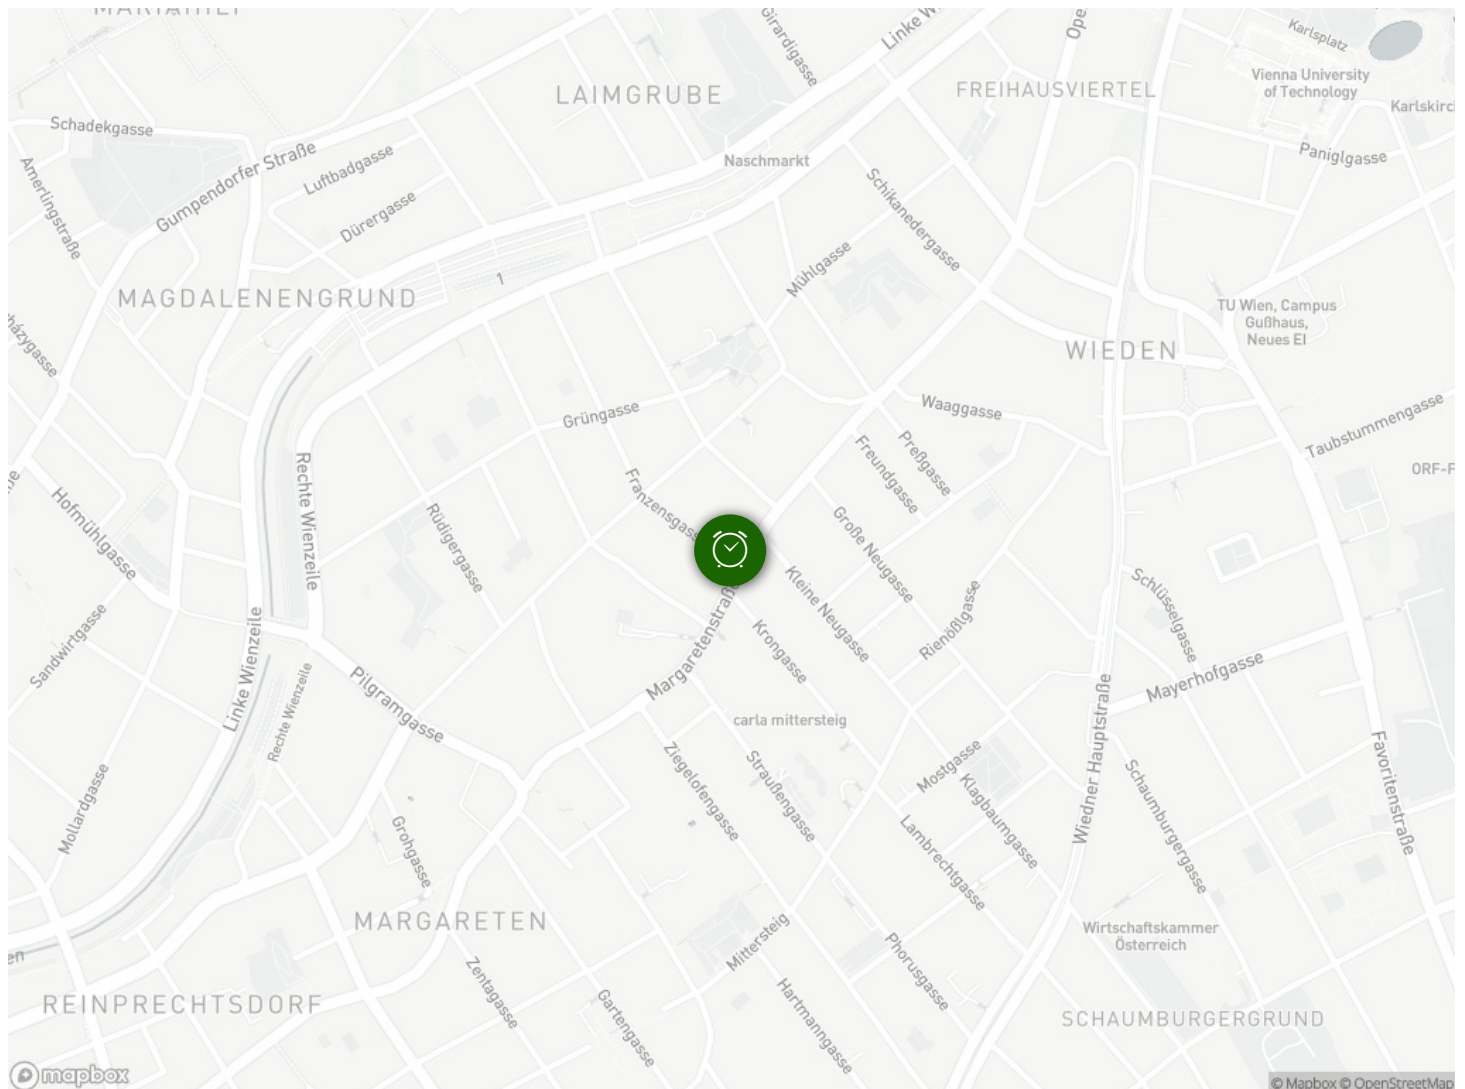 Girardigasse
Karlsplatz
LAIMGRUBE
FREIHAUSVIERTEL
Vienna University
of Technology
Schadekgasse
Paniglgasse
Gumpendorfer Straße
Luftbadgasse
Naschmarkt
Amerlingstraße
Dürergasse
Schikanedergasse
Mühlgasse
1
MAGDALENENGRUND
TU Wien, Campus
Gußhaus,
Neues EI
WIEDEN
Grüngasse
Waaggasse
Taubstummengasse
Preßgasse
Freundgasse
Rechte Wienzeile
Hofmühlgasse
Franzensgasse
Rüdigergasse
Große Neugasse
Kleine Neugasse
Schlüsselgasse
Rienößlgasse
Sandwirtgasse
Linke Wienzeile
Margaretenstraße
Krongasse
Mayerhofgasse
Pilgramgasse
Rechte Wienzeile
carla mittersteig
Wiedner Hauptstraße
Favoritenstraße
Mollardgasse
Ziegelofengasse
Straußengasse
Mostgasse
Klagbaumgasse
Schaumburgergasse
Grohgasse
Lambrechtgasse
MARGARETEN
Mittersteig
Wirtschaftskammer
Österreich
Phorusgasse
Zentagasse
REINPRECHTSDORF
Gartengasse
Hartmanngasse
SCHAUMBURGERGRUND
mapbox
© Mapbox © OpenStreetMap